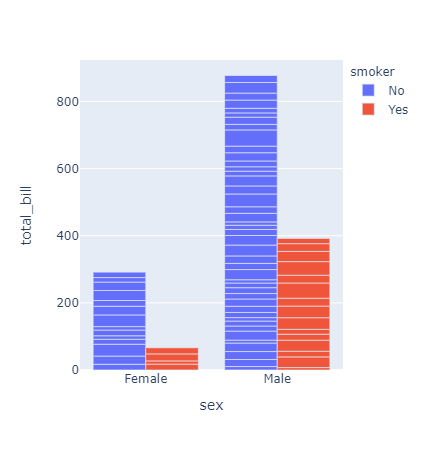 smoker
No
Yes
800
600
400
200
0
total_bill
Female Male
sex